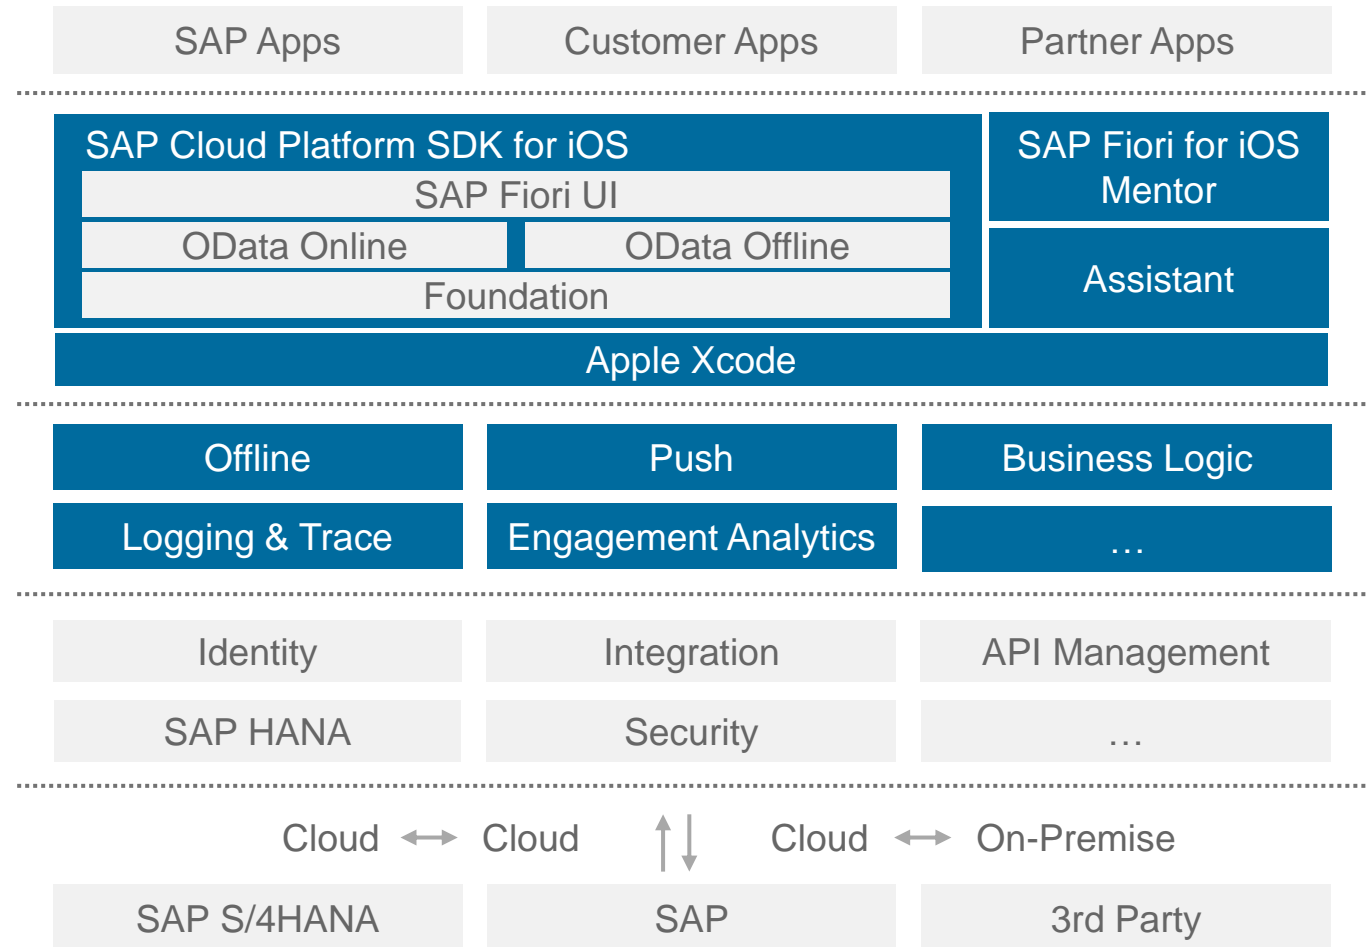 SAP Apps
Customer Apps
Partner Apps
SAP Cloud Platform SDK for iOS
SAP Fiori UI
OData Online
OData Offline
Foundation
SAP Fiori for iOS
Mentor
Assistant
Apple Xcode
Offline
Push
Business Logic
Logging & Trace
Engagement Analytics
…
Identity
Integration
API Management
SAP HANA
Security
…
Cloud
Cloud
Cloud
On-Premise
SAP S/4HANA
SAP
3rd Party